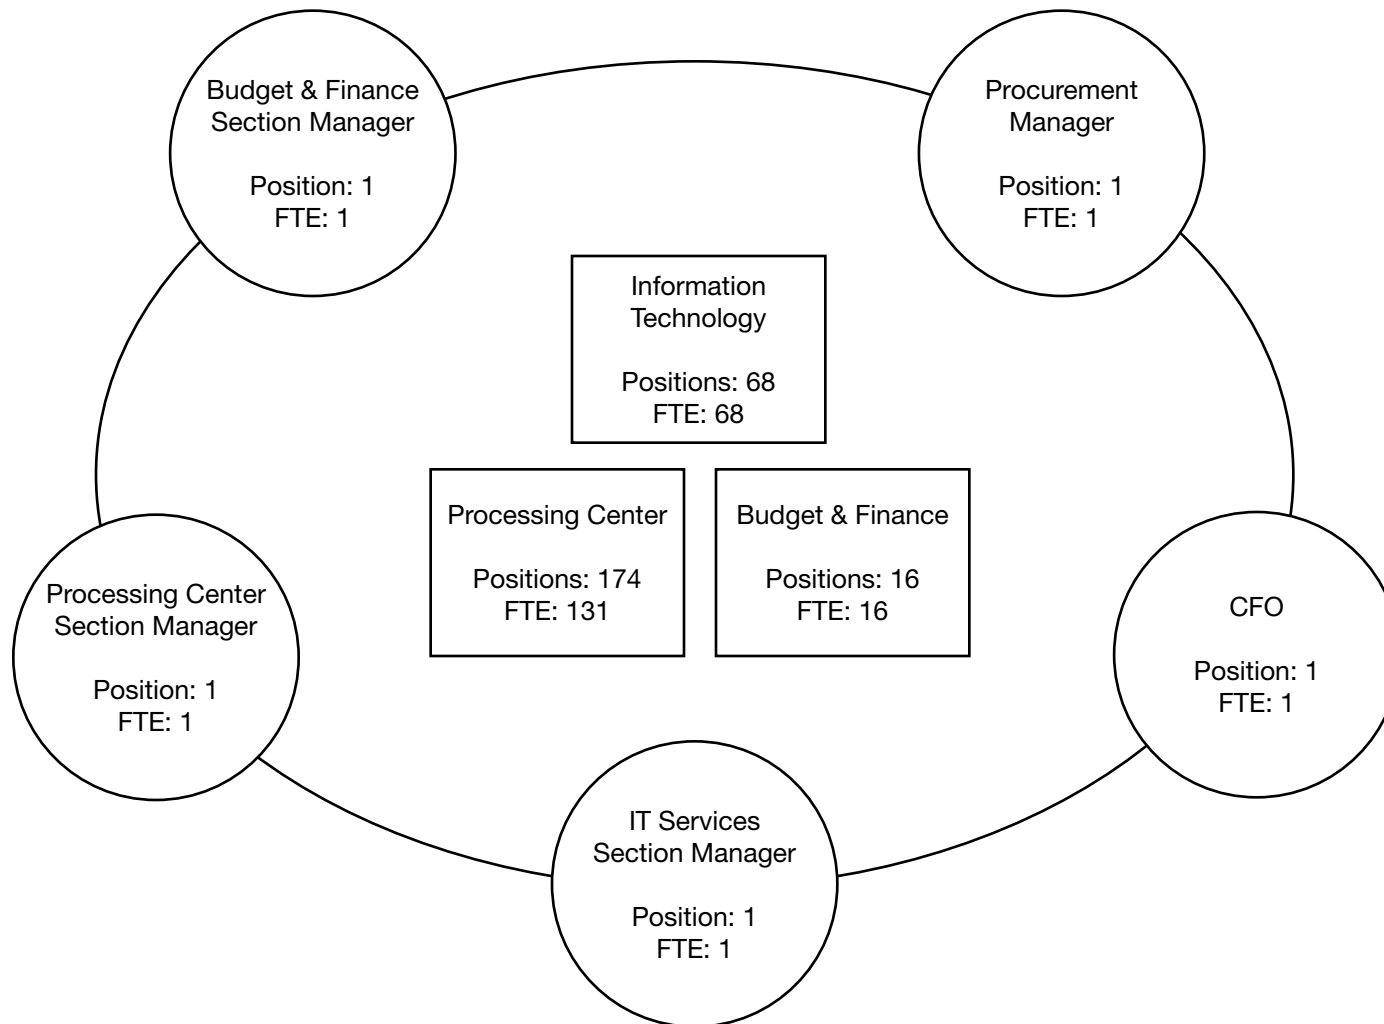 Budget & Finance
Section Manager
Position: 1
FTE: 1
Procurement
Manager
Position: 1
FTE: 1
Information
Technology
Positions: 68
FTE: 68
Processing Center
Positions: 174
FTE: 131
Budget & Finance
Positions: 16
FTE: 16
Processing Center
Section Manager
Position: 1
FTE: 1
CFO
Position: 1
FTE: 1
IT Services
Section Manager
Position: 1
FTE: 1